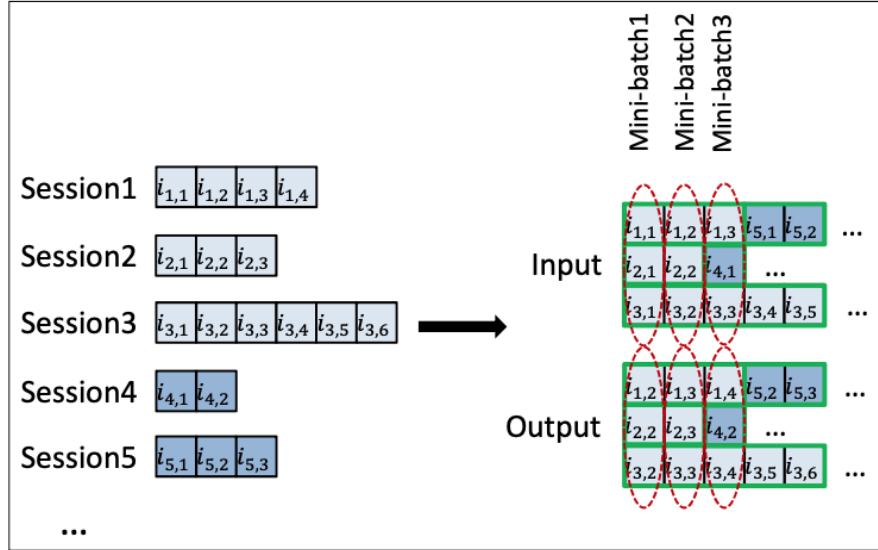 Mini-batch1
Mini-batch2
Mini-batch3
Session1 i1,1 i1,2 i1,3 i1,4
Session2 i2,1 i2,2 i2,3
Session3 i3,1 i3,2 i3,3 i3,4 i3,5 i3,6
Session4 i4,1 i4,2
Session5 i5,1 i5,2 i5,3
...
i1,1 i1,2 i1,3 i5,1 i5,2 ...
Input i2,1 i2,2 i4,1 ...
i3,1 i3,2 i3,3 i3,4 i3,5 ...
i1,2 i1,3 i1,4 i5,2 i5,3 ...
Output i2,2 i2,3 i4,2 ...
i3,2 i3,3 i3,4 i3,5 i3,6 ...